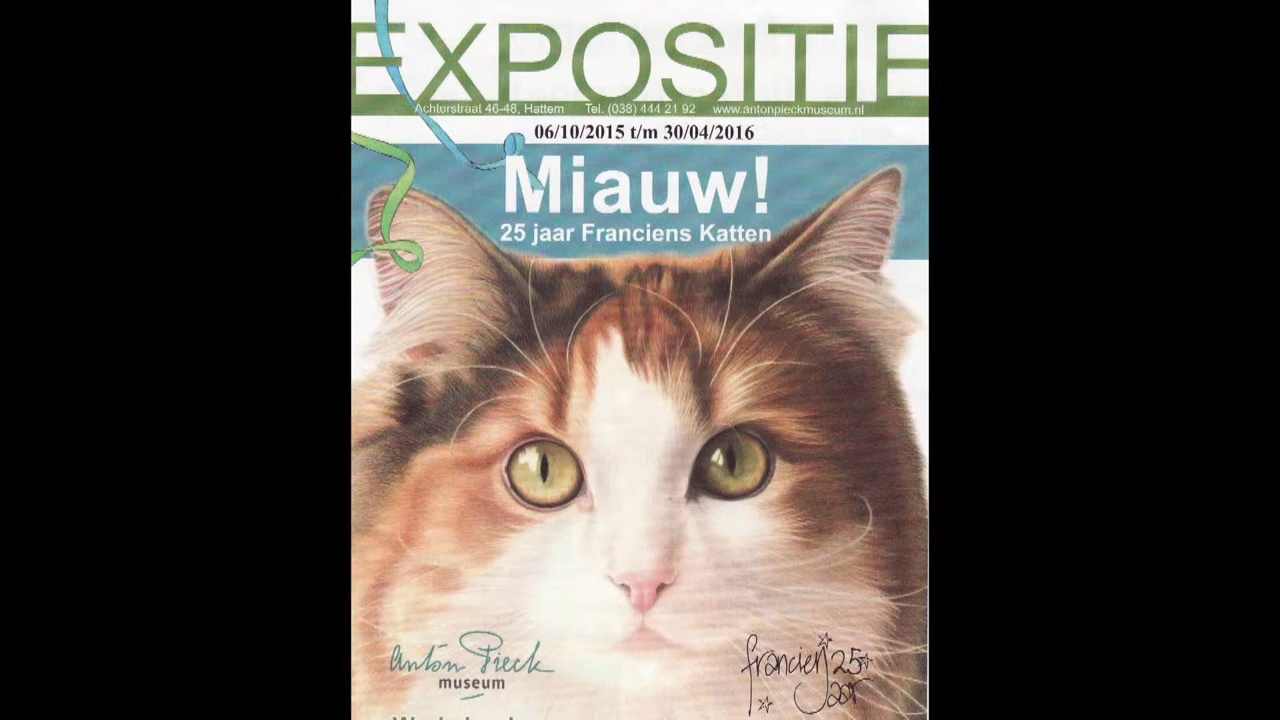 EXPOSITIE
Achterstraat 46-48, Hattem Tel. (038) 444 21 92 www.antonpieckmuseum.nl
06/10/2015 t/m 30/04/2016
Miauw!
25 jaar Franciens Katten
Anton Pieck
museum
francien 25
Jaar